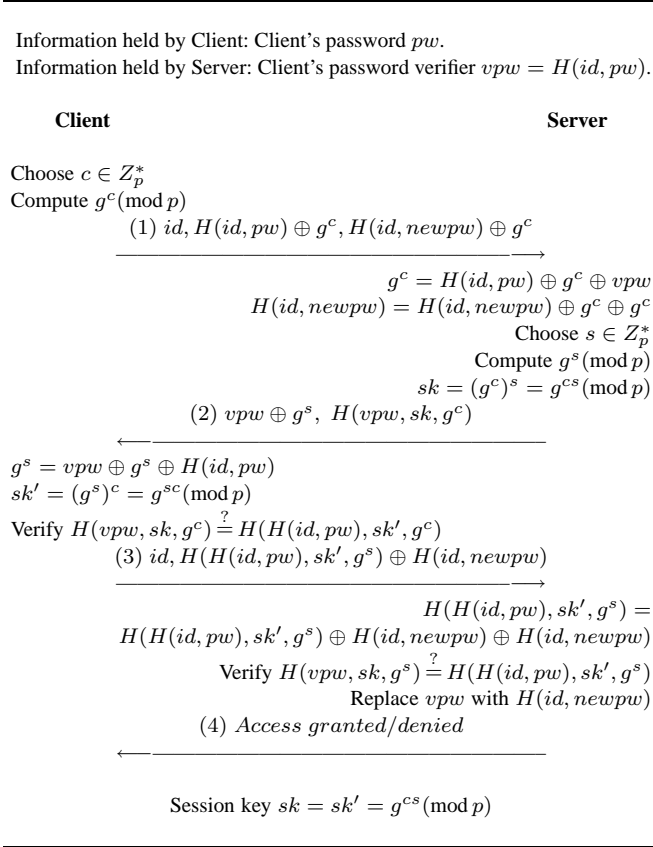 Information held by Client: Client's password pw.
Information held by Server: Client's password verifier vpw = H(id, pw).
Client Server
Choose c ∈ Z_p^*
Compute g^c(mod p)
(1) id, H(id, pw) ⊕ g^c, H(id, newpw) ⊕ g^c
g^c = H(id, pw) ⊕ g^c ⊕ vpw
H(id, newpw) = H(id, newpw) ⊕ g^c ⊕ g^c
Choose s ∈ Z_p^*
Compute g^s(mod p)
sk = (g^c)^s = g^{cs}(mod p)
(2) vpw ⊕ g^s, H(vpw, sk, g^c)
g^s = vpw ⊕ g^s ⊕ H(id, pw)
sk′ = (g^s)^c = g^{sc}(mod p)
Verify H(vpw, sk, g^c) ≟ H(H(id, pw), sk′, g^c)
(3) id, H(H(id, pw), sk′, g^s) ⊕ H(id, newpw)
H(H(id, pw), sk′, g^s) =
H(H(id, pw), sk′, g^s) ⊕ H(id, newpw) ⊕ H(id, newpw)
Verify H(vpw, sk, g^s) ≟ H(H(id, pw), sk′, g^s)
Replace vpw with H(id, newpw)
(4) Access granted/denied
Session key sk = sk′ = g^{cs}(mod p)